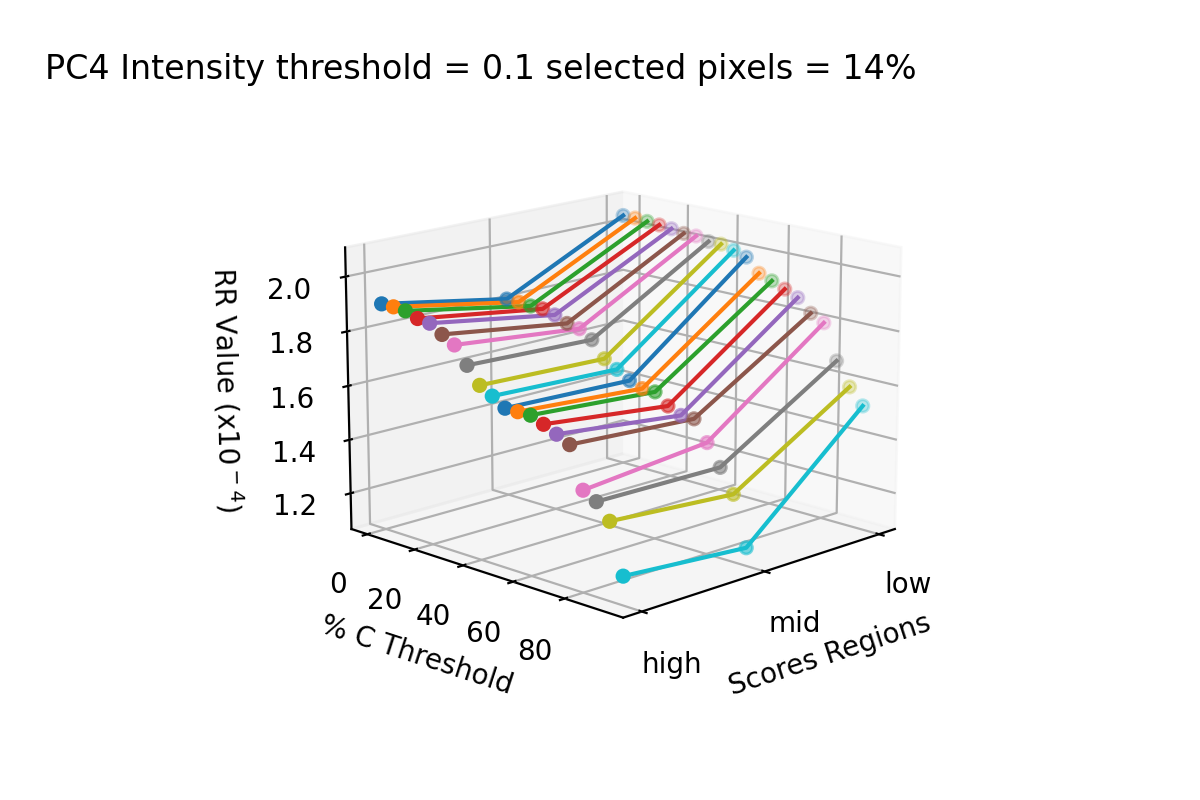 PC4 Intensity threshold = 0.1 selected pixels = 14%
RR Value (x10⁻⁴)
2.0
1.8
1.6
1.4
1.2
0
20
40
60
80
% C Threshold
high
mid
low
Scores Regions